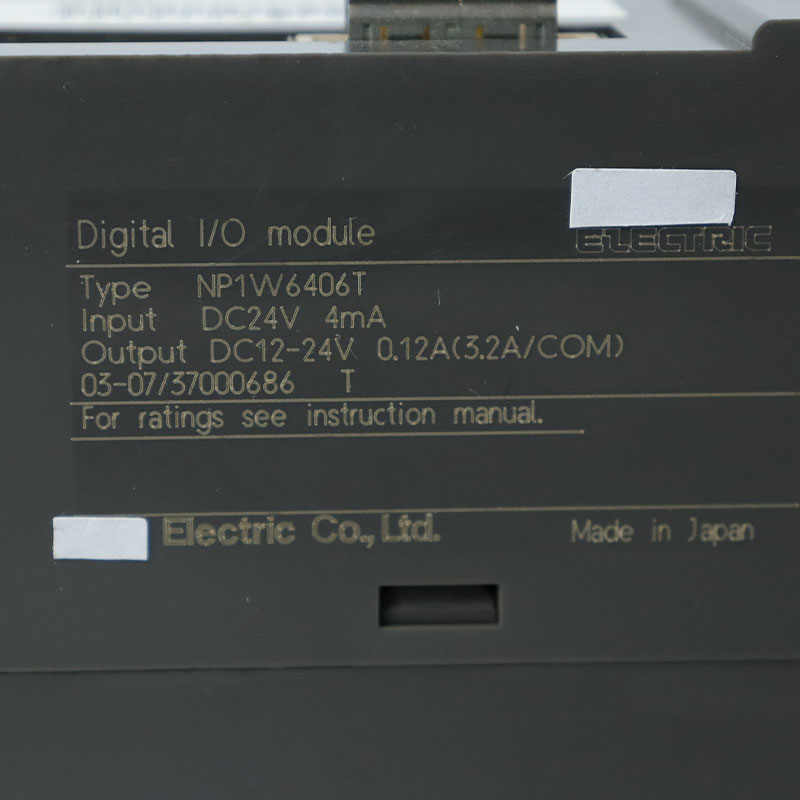 Digital I/O module
ELECTRIC
Type NP1W6406T
Input DC24V 4mA
Output DC12-24V 0.12A(3.2A/COM)
03-07/37000686 T
For ratings see instruction manual.
Electric Co., Ltd.
Made in Japan